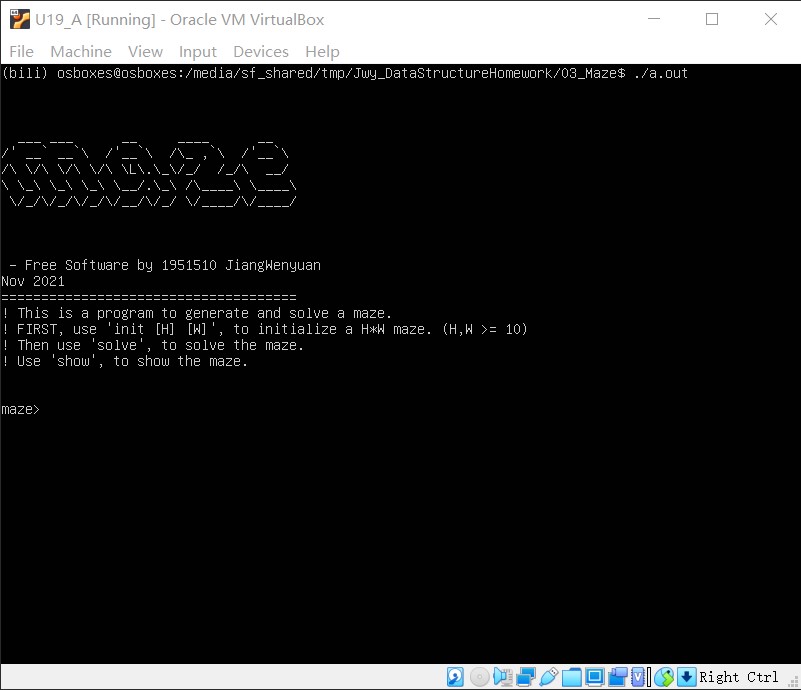 U19_A [Running] - Oracle VM VirtualBox
File Machine View Input Devices Help
(bili) osboxes@osboxes:/media/sf_shared/tmp/Jwy_DataStructureHomework/03_Maze$ ./a.out
maze
- Free Software by 1951510 JiangWenyuan
Nov 2021
=====================================
! This is a program to generate and solve a maze.
! FIRST, use 'init [H] [W]', to initialize a H*W maze. (H,W >= 10)
! Then use 'solve', to solve the maze.
! Use 'show', to show the maze.
maze>
Right Ctrl